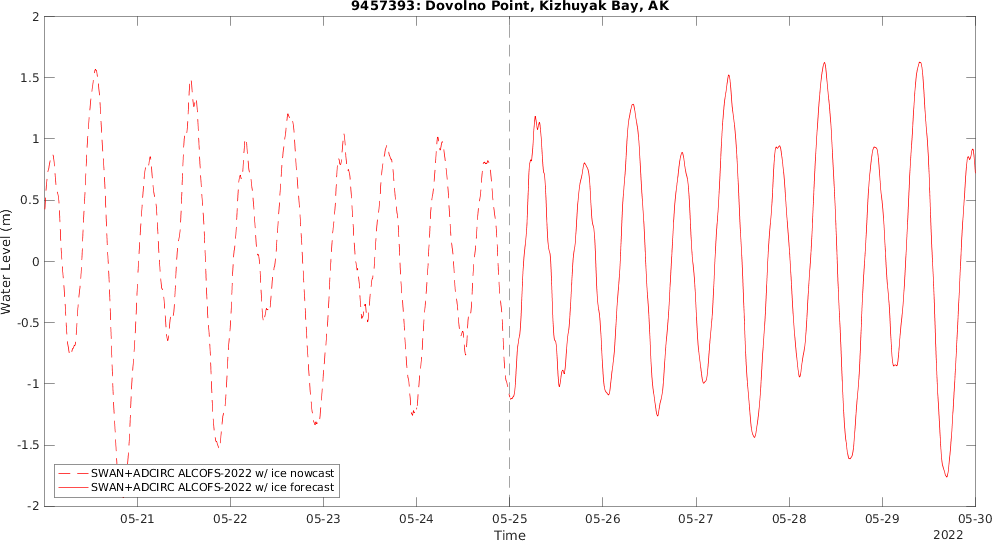 9457393: Dovolno Point, Kizhuyak Bay, AK
Water Level (m)
2
1.5
1
0.5
0
-0.5
-1
-1.5
-2
SWAN+ADCIRC ALCOFS-2022 w/ ice nowcast
SWAN+ADCIRC ALCOFS-2022 w/ ice forecast
05-21 05-22 05-23 05-24 05-25 05-26 05-27 05-28 05-29 05-30
Time
2022